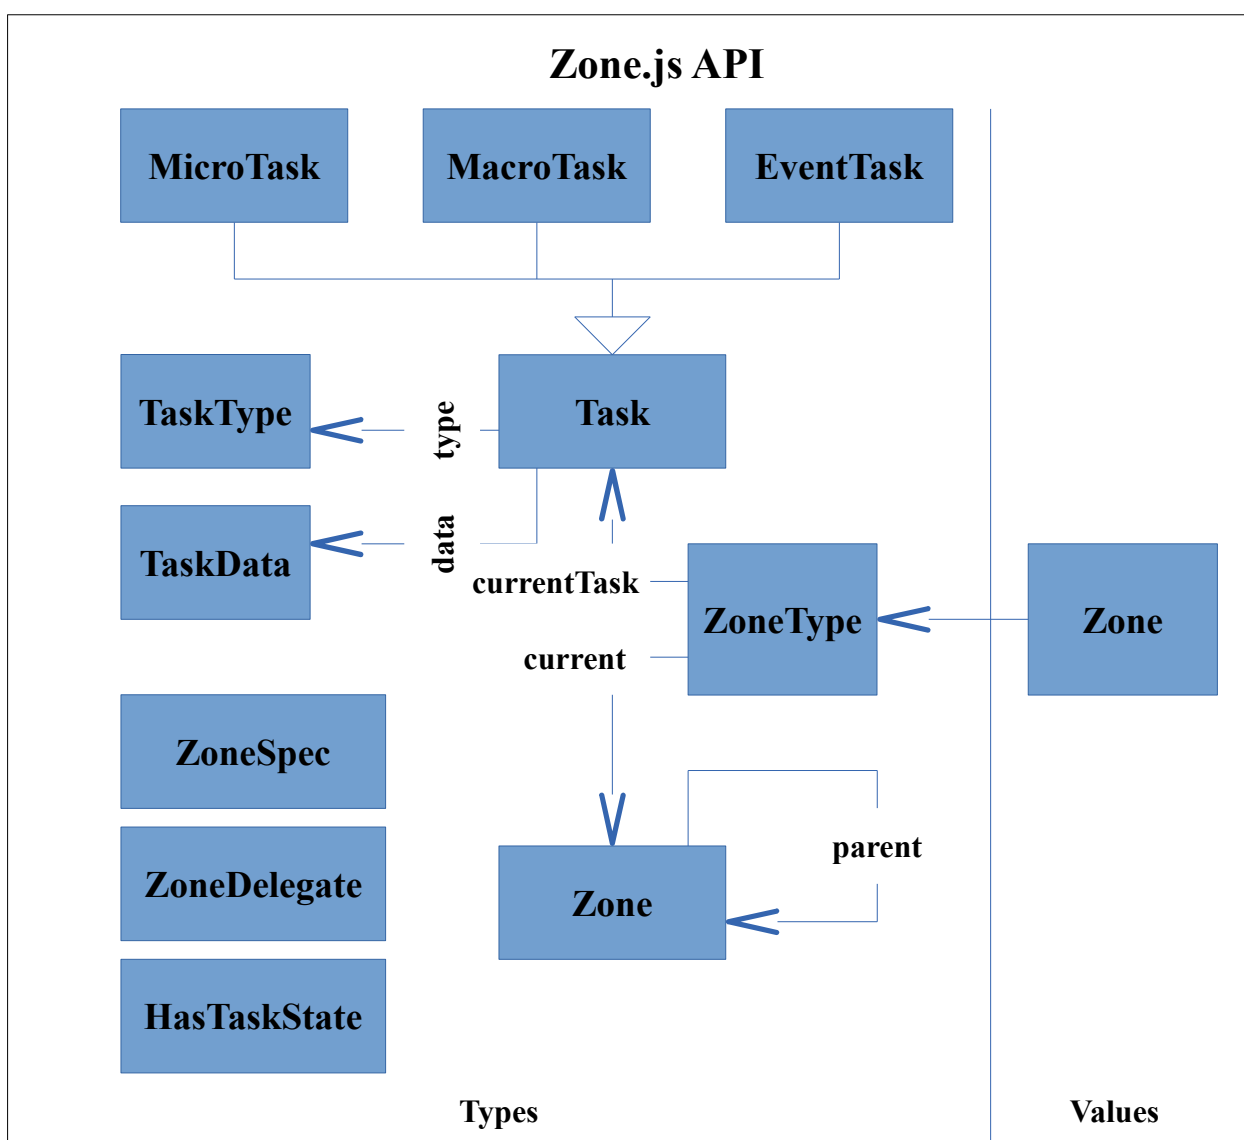 Zone.js API
MicroTask
MacroTask
EventTask
TaskType
type
Task
TaskData
data
currentTask
current
ZoneType
Zone
ZoneSpec
ZoneDelegate
HasTaskState
Zone
parent
Types
Values